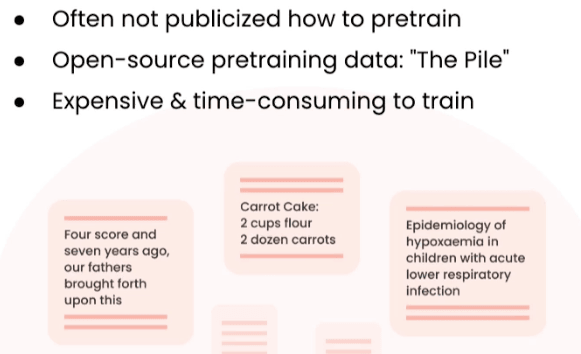 ● Often not publicized how to pretrain
● Open-source pretraining data: "The Pile"
● Expensive & time-consuming to train
Carrot Cake:
2 cups flour
2 dozen carrots
Four score and
seven years ago,
our fathers
brought forth
upon this
Epidemiology of
hypoxaemia in
children with acute
lower respiratory
infection